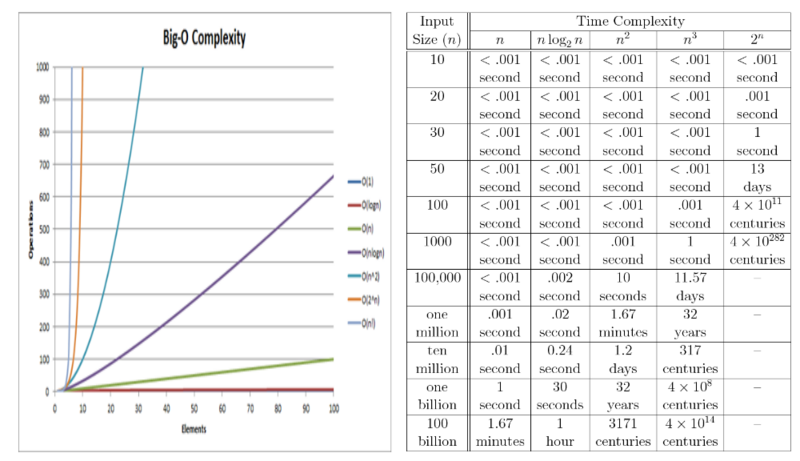 Big-O Complexity
1000
900
800
700
600
500
400
300
200
100
0
Operations
0 10 20 30 40 50 60 70 80 90 100
Elements
O(1)
O(logn)
O(n)
O(nlogn)
O(n^2)
O(2^n)
O(n!)
Input Time Complexity
Size (n) n n log₂ n n² n³ 2ⁿ
10 < .001 < .001 < .001 < .001 < .001
second second second second second
20 < .001 < .001 < .001 < .001 .001
second second second second second
30 < .001 < .001 < .001 < .001 1
second second second second second
50 < .001 < .001 < .001 < .001 13
second second second second days
100 < .001 < .001 < .001 .001 4 × 10¹¹
second second second second centuries
1000 < .001 < .001 .001 1 4 × 10²⁸²
second second second second centuries
100,000 < .001 .002 10 11.57 –
second second seconds days
one .001 .02 1.67 32 –
million second second minutes years
ten .01 0.24 1.2 317 –
million second second days centuries
one 1 30 32 4 × 10⁸ –
billion second seconds years centuries
100 1.67 1 3171 4 × 10¹⁴ –
billion minutes hour centuries centuries